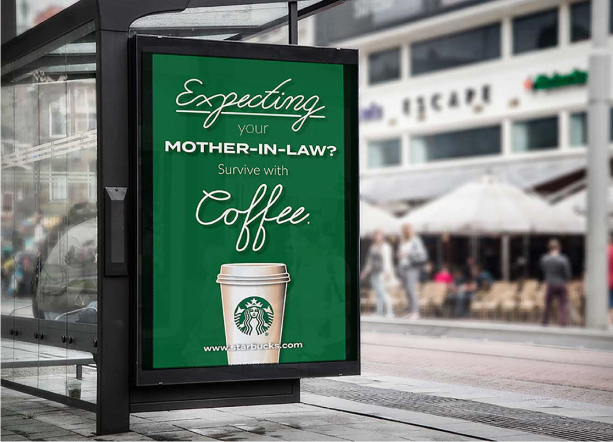 Expecting
your
MOTHER-IN-LAW?
Survive with
Coffee.
www.starbucks.com
ESCAPE